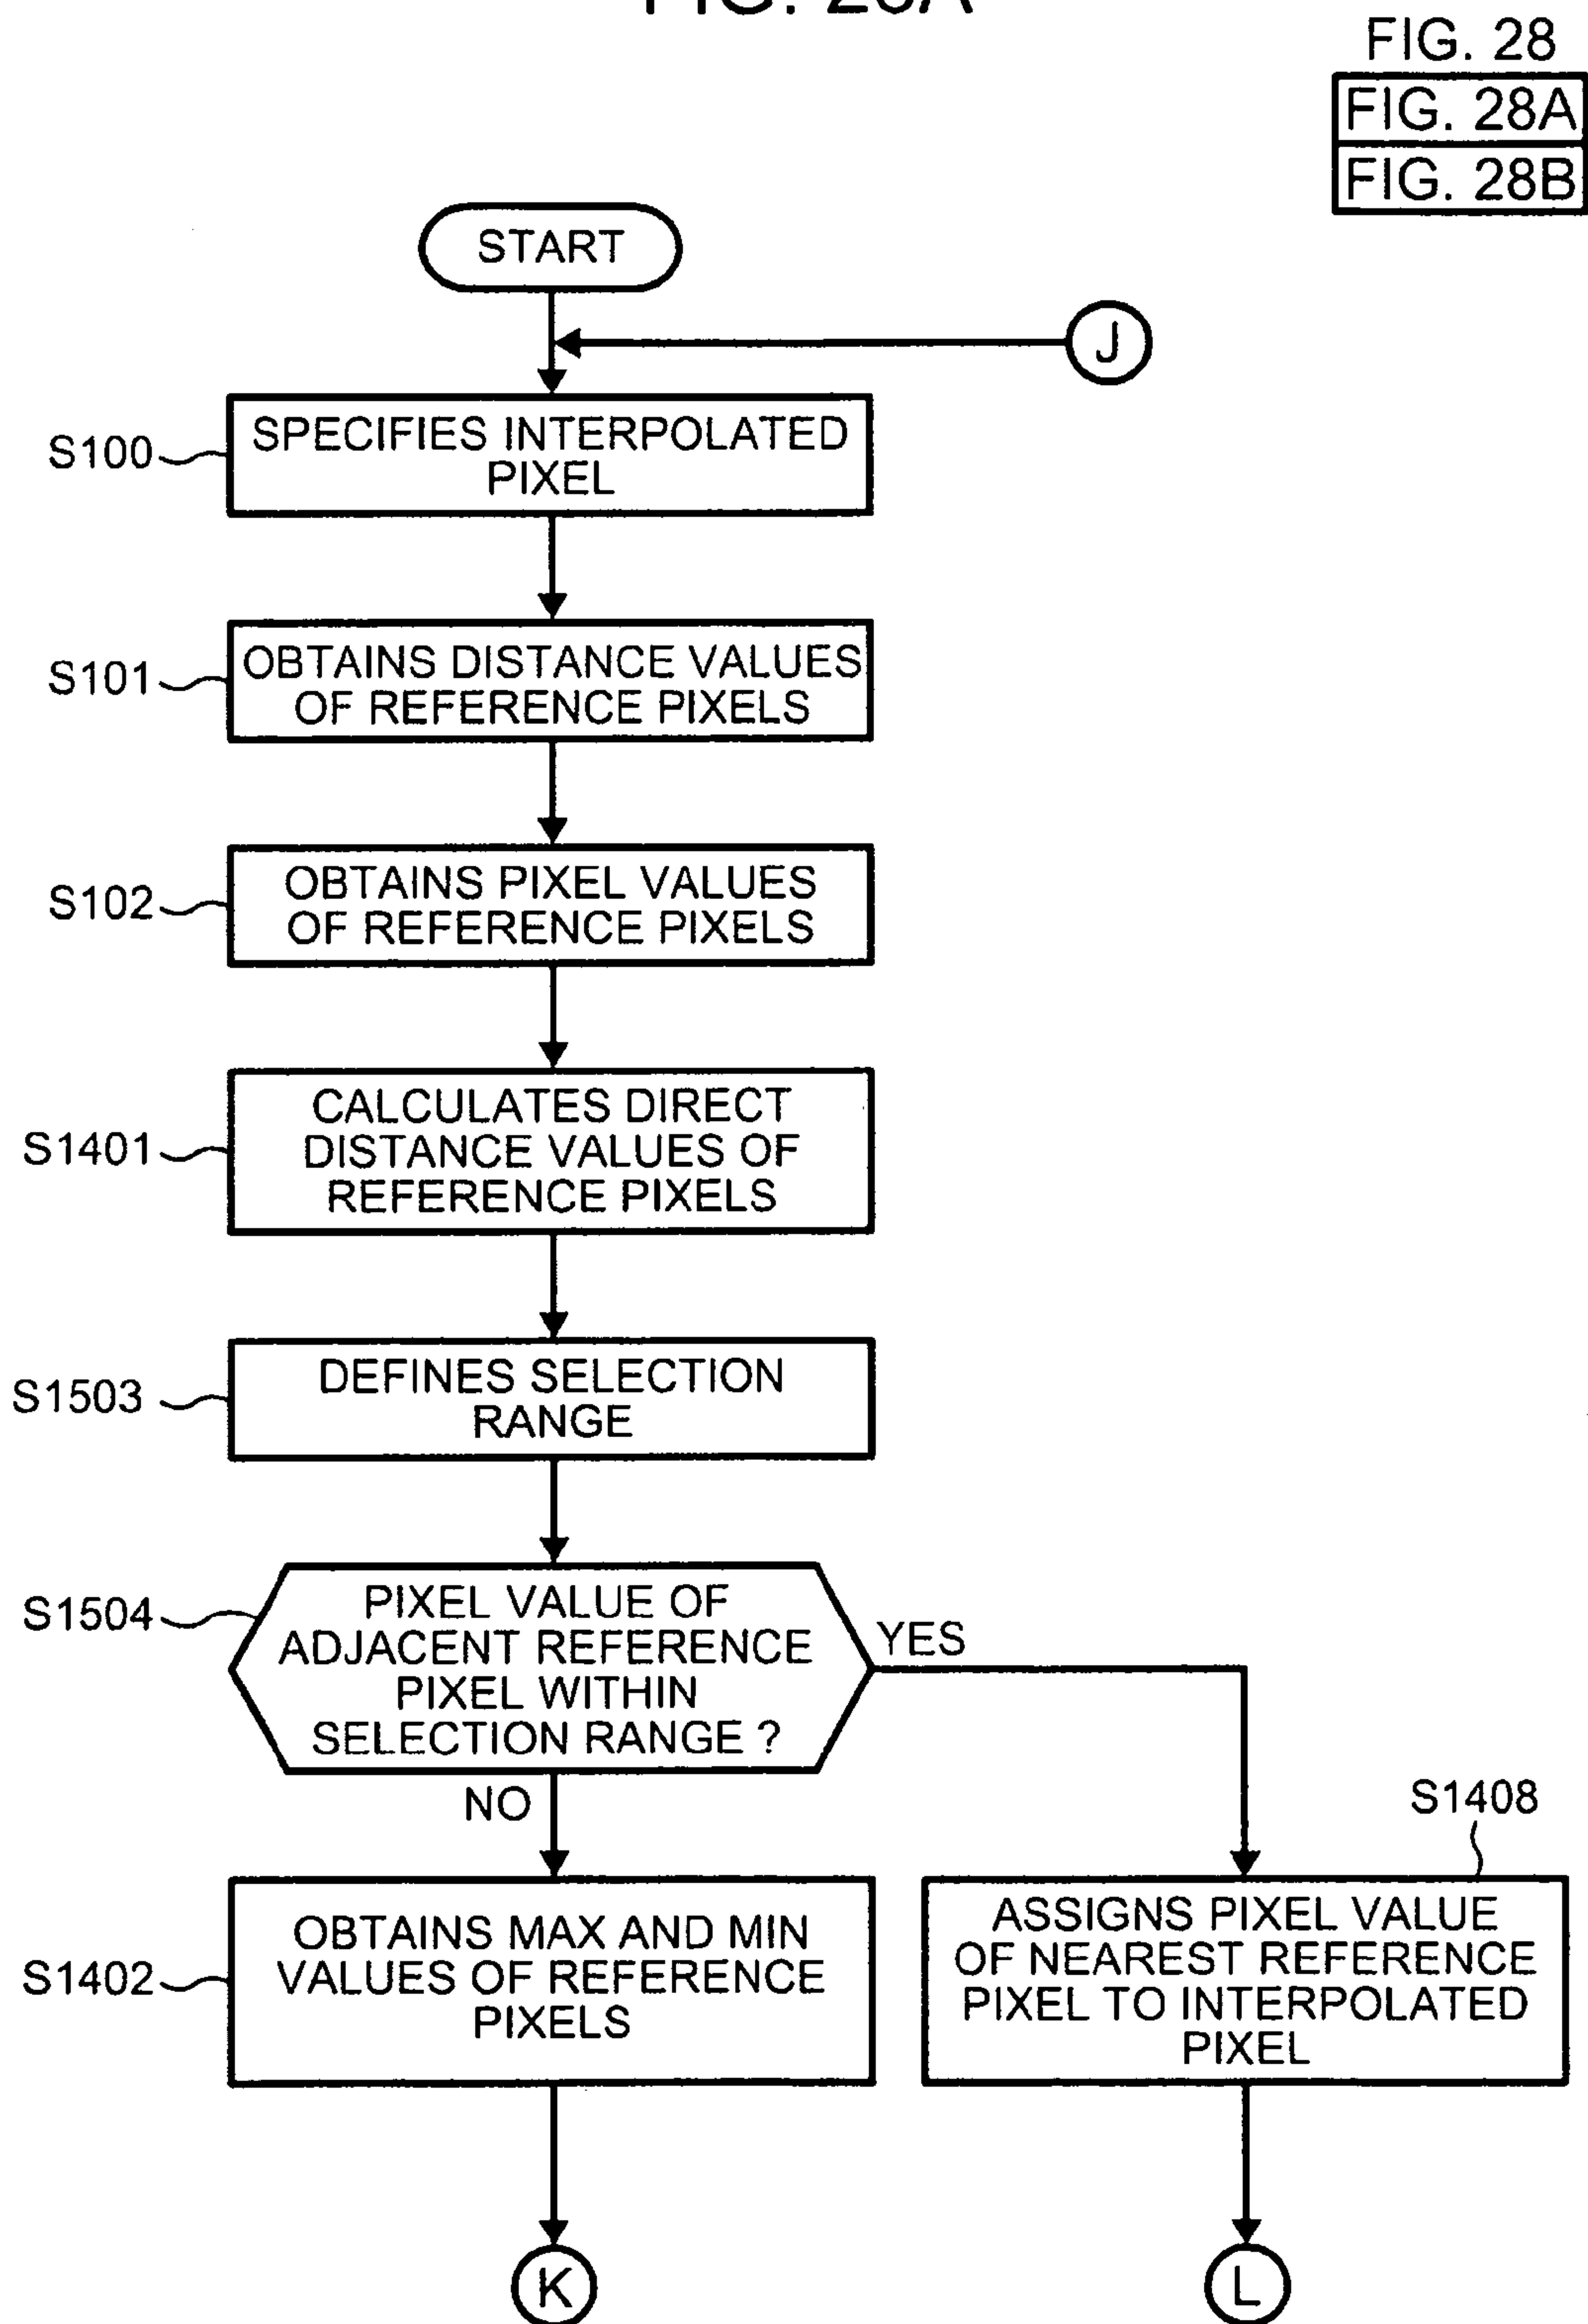 FIG. 28A
FIG. 28
FIG. 28A
FIG. 28B
START
J
S100
SPECIFIES INTERPOLATED
PIXEL
S101
OBTAINS DISTANCE VALUES
OF REFERENCE PIXELS
S102
OBTAINS PIXEL VALUES
OF REFERENCE PIXELS
S1401
CALCULATES DIRECT
DISTANCE VALUES OF
REFERENCE PIXELS
S1503
DEFINES SELECTION
RANGE
S1504
PIXEL VALUE OF
ADJACENT REFERENCE
PIXEL WITHIN
SELECTION RANGE ?
YES
NO
S1402
OBTAINS MAX AND MIN
VALUES OF REFERENCE
PIXELS
S1408
ASSIGNS PIXEL VALUE
OF NEAREST REFERENCE
PIXEL TO INTERPOLATED
PIXEL
K
L